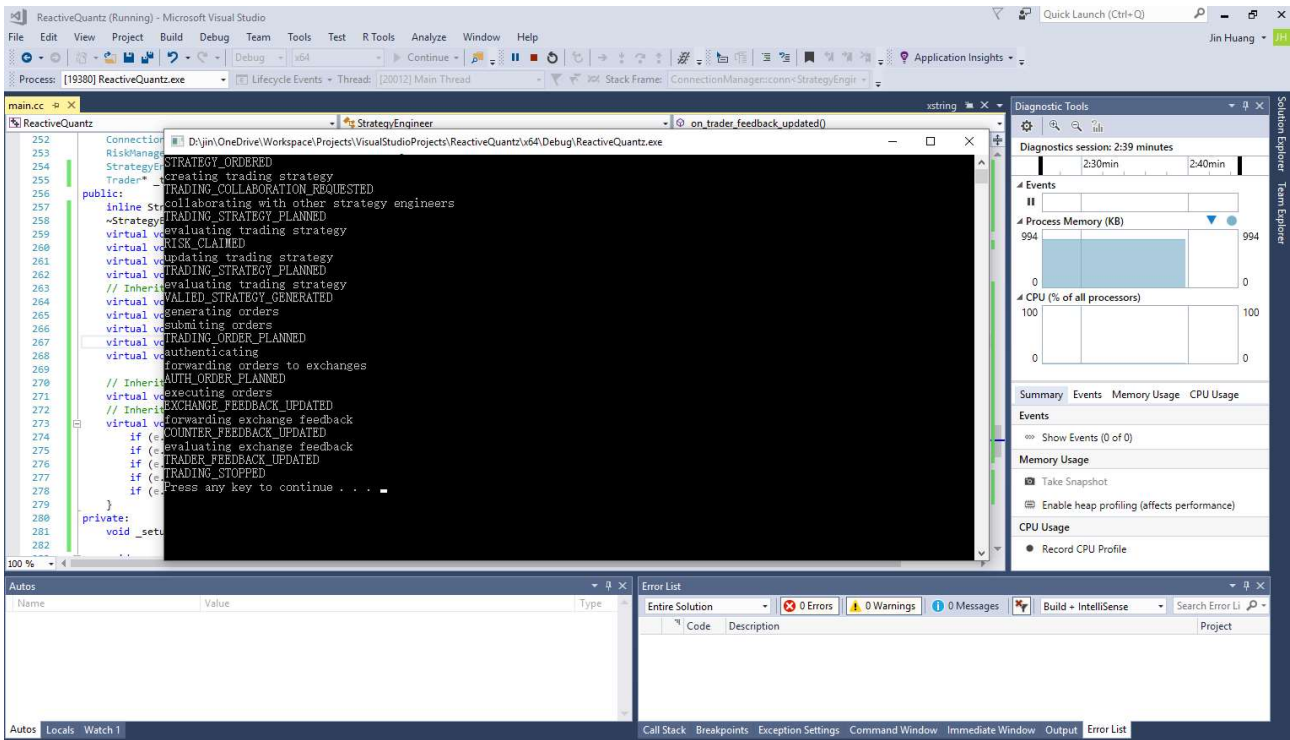 ReactiveQuantz (Running) - Microsoft Visual Studio
Quick Launch (Ctrl+Q)
File Edit View Project Build Debug Team Tools Test R Tools Analyze Window Help
Jin Huang JH
Debug x64 Continue Application Insights
Process: [19380] ReactiveQuantz.exe Lifecycle Events Thread: [20012] Main Thread Stack Frame: ConnectionManager::conn<StrategyEngir
main.cc
xstring
ReactiveQuantz
StrategyEngineer
on_trader_feedback_updated()
D:\jin\OneDrive\Workspace\Projects\VisualStudioProjects\ReactiveQuantz\x64\Debug\ReactiveQuantz.exe
252 Connection
253 RiskManage
254 StrategyEn
255 Trader* _t
256 public:
257 inline Str
258 ~StrategyE
259 virtual vo
260 virtual vo
261 virtual vo
262 virtual vo
263 // Inherit
264 virtual vo
265 virtual vo
266 virtual vo
267 virtual vo
268 virtual vo
269
270 // Inherit
271 virtual vo
272 // Inherit
273 virtual vo
274 if (e.
275 if (e.
276 if (e.
277 if (e.
278 if (e.
279 }
280 private:
281 void _setu
282
100 %
STRATEGY_ORDERED
creating trading strategy
TRADING_COLLABORATION_REQUESTED
collaborating with other strategy engineers
TRADING_STRATEGY_PLANNED
evaluating trading strategy
RISK_CLAIMED
updating trading strategy
TRADING_STRATEGY_PLANNED
evaluating trading strategy
VALIED_STRATEGY_GENERATED
generating orders
submiting orders
TRADING_ORDER_PLANNED
authenticating
forwarding orders to exchanges
AUTH_ORDER_PLANNED
executing orders
EXCHANGE_FEEDBACK_UPDATED
forwarding exchange feedback
COUNTER_FEEDBACK_UPDATED
evaluating exchange feedback
TRADER_FEEDBACK_UPDATED
TRADING_STOPPED
Press any key to continue . . .
Diagnostic Tools
Diagnostics session: 2:39 minutes
2:30min 2:40min
Events
Process Memory (KB)
994 994
0 0
CPU (% of all processors)
100 100
0 0
Summary Events Memory Usage CPU Usage
Events
Show Events (0 of 0)
Memory Usage
Take Snapshot
Enable heap profiling (affects performance)
CPU Usage
Record CPU Profile
Solution Explorer
Team Explorer
Autos
Name Value Type
Autos Locals Watch 1
Error List
Entire Solution 0 Errors 0 Warnings 0 Messages Build + IntelliSense Search Error Li
Code Description Project
Call Stack Breakpoints Exception Settings Command Window Immediate Window Output Error List